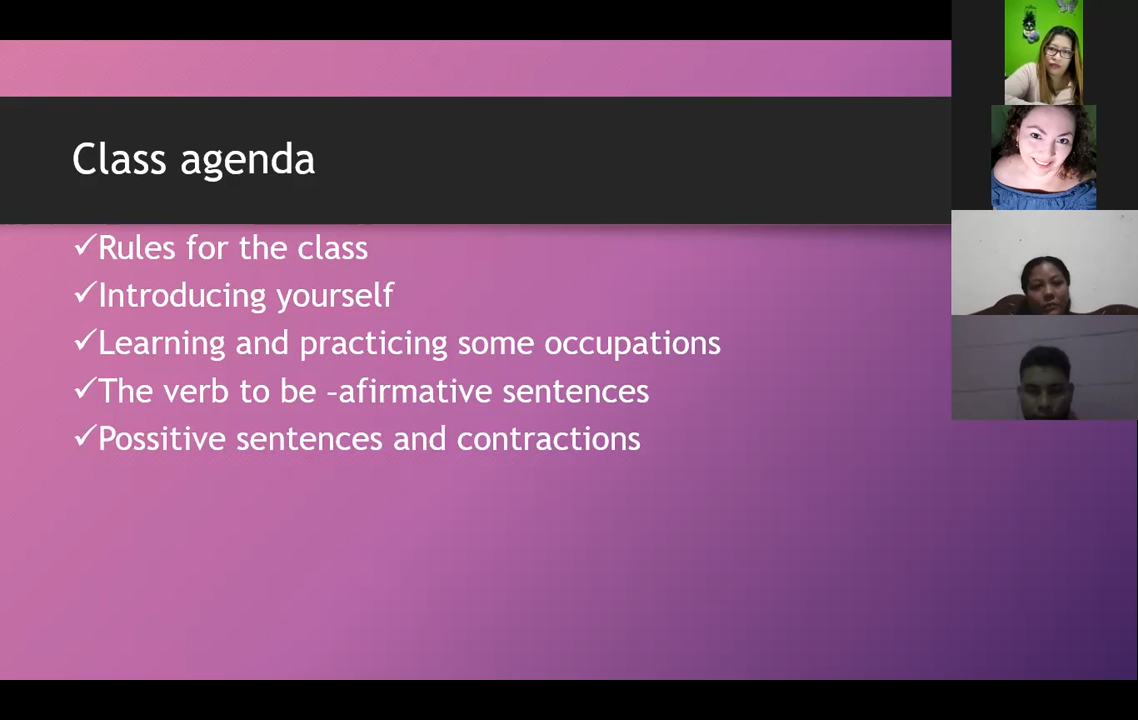 Class agenda
✓Rules for the class
✓Introducing yourself
✓Learning and practicing some occupations
✓The verb to be –afirmative sentences
✓Possitive sentences and contractions